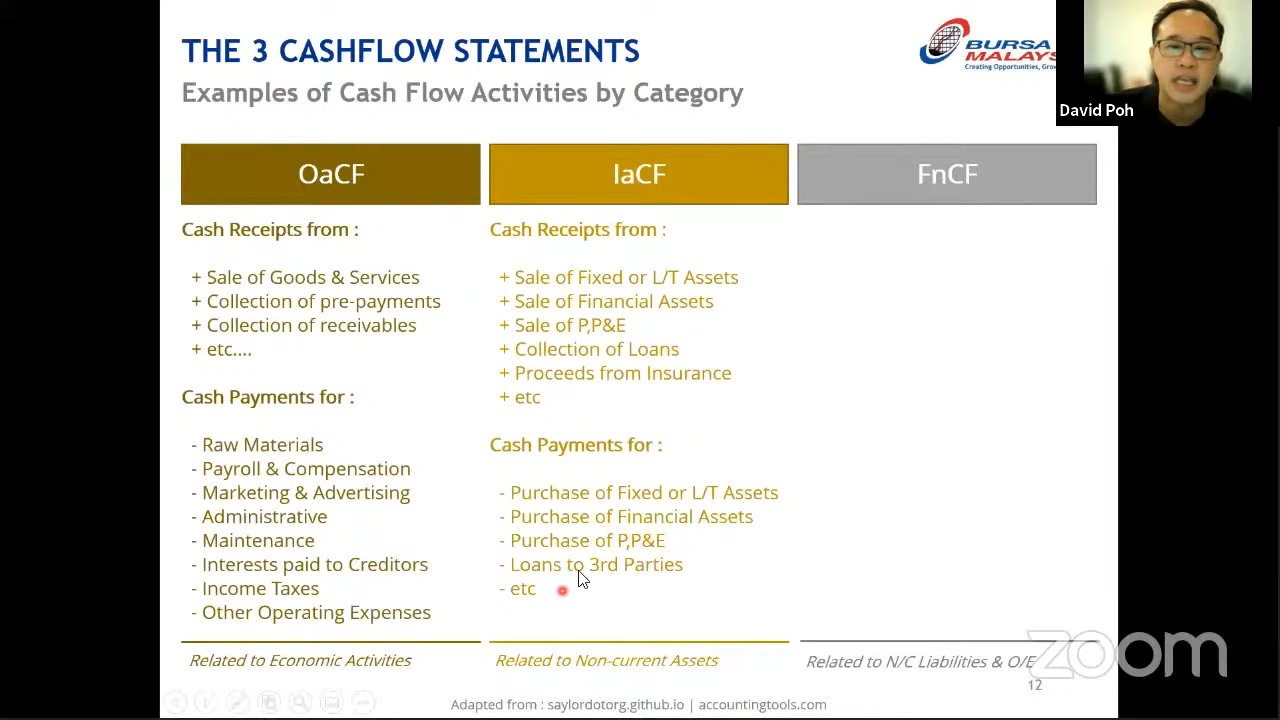 THE 3 CASHFLOW STATEMENTS
Examples of Cash Flow Activities by Category
BURSA
MALAYS
Creating Opportunities, Grow
David Poh
OaCF
Cash Receipts from :
+ Sale of Goods & Services
+ Collection of pre-payments
+ Collection of receivables
+ etc....
Cash Payments for :
- Raw Materials
- Payroll & Compensation
- Marketing & Advertising
- Administrative
- Maintenance
- Interests paid to Creditors
- Income Taxes
- Other Operating Expenses
Related to Economic Activities
IaCF
Cash Receipts from :
+ Sale of Fixed or L/T Assets
+ Sale of Financial Assets
+ Sale of P,P&E
+ Collection of Loans
+ Proceeds from Insurance
+ etc
Cash Payments for :
- Purchase of Fixed or L/T Assets
- Purchase of Financial Assets
- Purchase of P,P&E
- Loans to 3rd Parties
- etc
Related to Non-current Assets
FnCF
Related to N/C Liabilities & O/E
zoom
12
Adapted from : saylordotorg.github.io | accountingtools.com